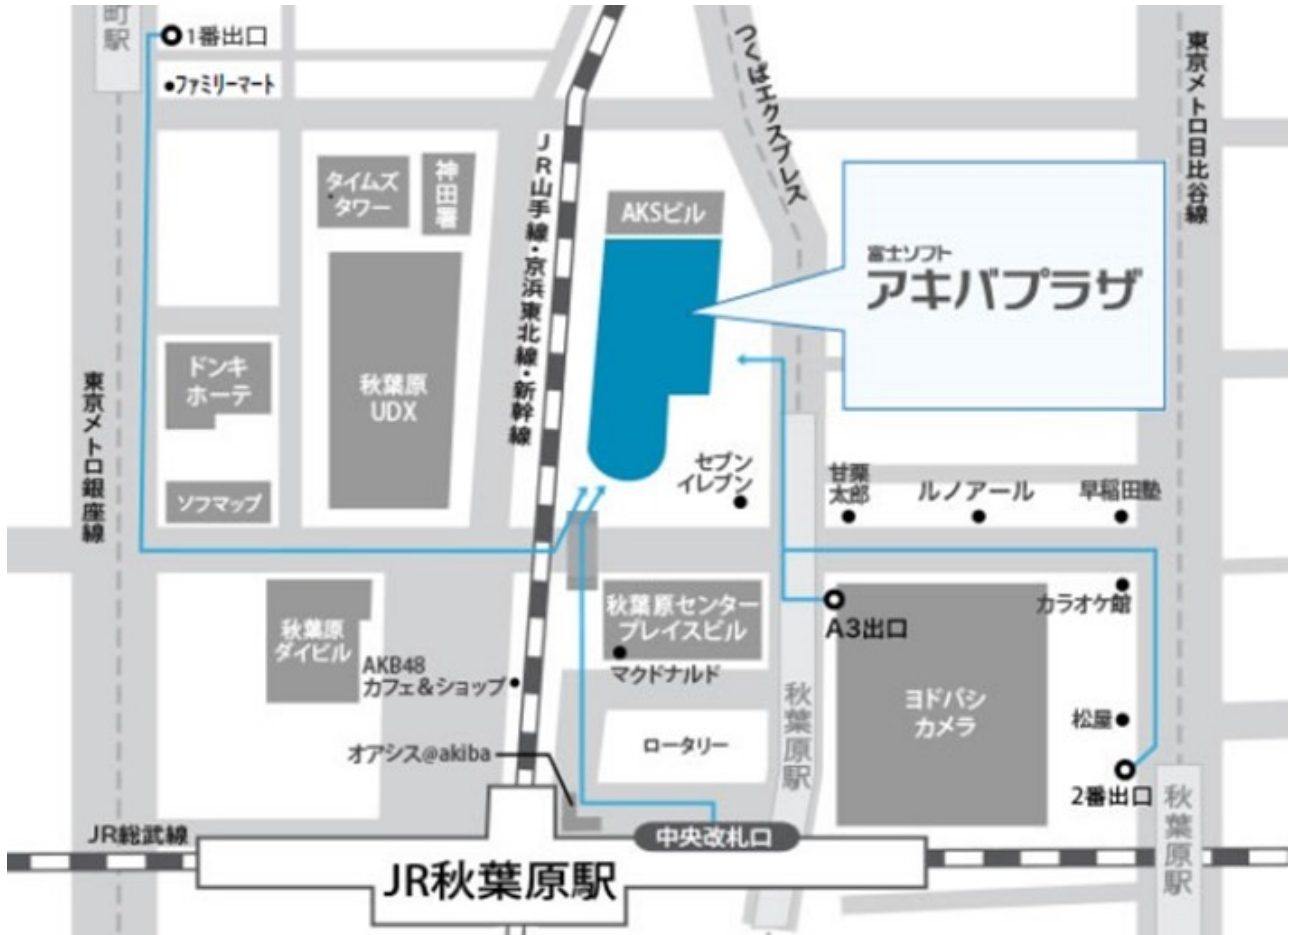 町駅
1番出口
ファミリーマート
つくばエクスプレス
東京メトロ日比谷線
JR山手線・京浜東北線・新幹線
タイムズ
タワー
神田署
AKSビル
富士ソフト
アキバプラザ
ドンキ
ホーテ
秋葉原
UDX
東京メトロ銀座線
ソフマップ
セブン
イレブン
甘栗
太郎
ルノアール
早稲田塾
秋葉原
ダイビル
秋葉原センター
プレイスビル
マクドナルド
A3出口
カラオケ館
AKB48
カフェ&ショップ
秋葉原駅
ヨドバシ
カメラ
松屋
オアシス@akiba
ロータリー
2番出口
秋葉原駅
JR総武線
中央改札口
JR秋葉原駅